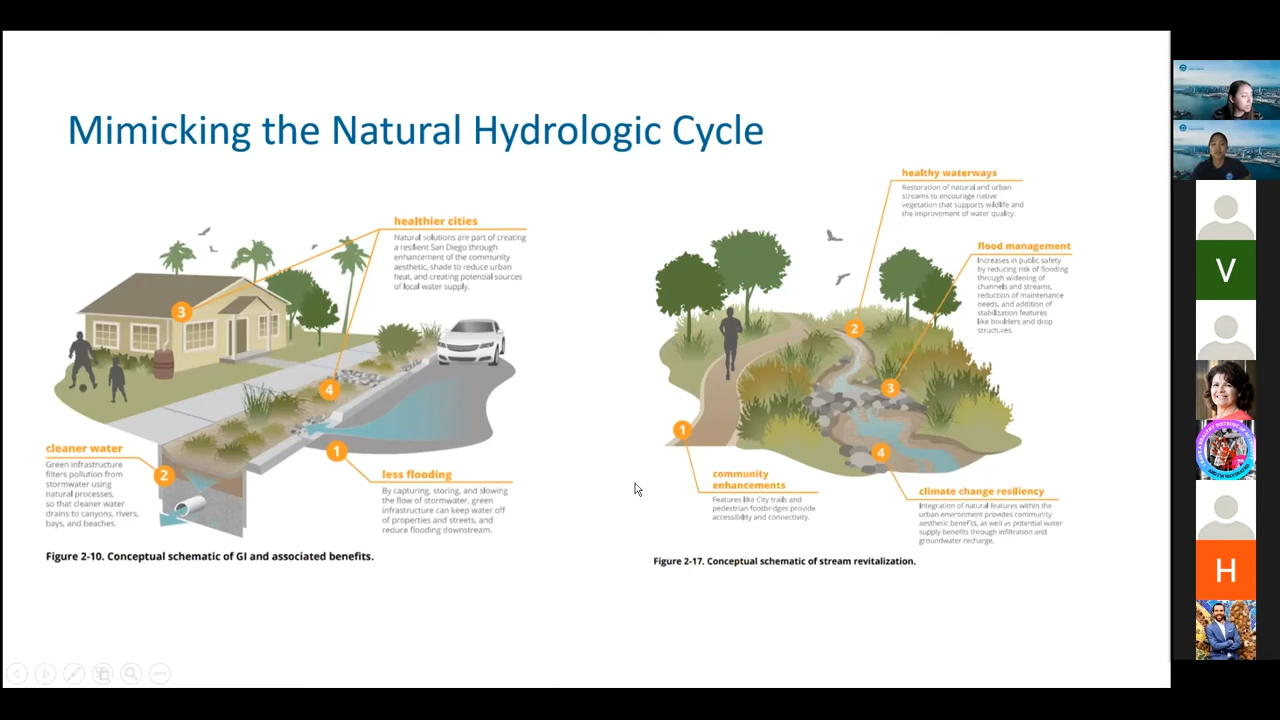 Mimicking the Natural Hydrologic Cycle
healthier cities
Natural solutions are part of creating
a resilient San Diego through
enhancement of the community
aesthetic, shade to reduce urban
heat, and creating potential sources
of local water supply.
3
4
1
2
cleaner water
Green infrastructure
filters pollution from
stormwater using
natural processes,
so that cleaner water
drains to canyons, rivers,
bays, and beaches.
less flooding
By capturing, storing, and slowing
the flow of stormwater, green
infrastructure can keep water off
of properties and streets, and
reduce flooding downstream.
Figure 2-10. Conceptual schematic of GI and associated benefits.
healthy waterways
Restoration of natural and urban
streams to encourage native
vegetation that supports wildlife and
the improvement of water quality.
flood management
Increases in public safety
by reducing risk of flooding
through widening of
channels and streams,
reduction of maintenance
needs, and addition of
stabilization features
like boulders and drop
structures.
2
3
1
4
community
enhancements
Features like City trails and
pedestrian footbridges provide
accessibility and connectivity.
climate change resiliency
Integration of natural features within the
urban environment provides community
aesthetic benefits, as well as potential water
supply benefits through infiltration and
groundwater recharge.
Figure 2-17. Conceptual schematic of stream revitalization.
V
H